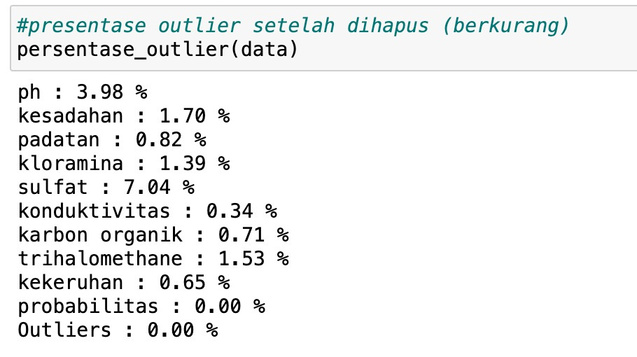 #presentase outlier setelah dihapus (berkurang)
persentase_outlier(data)
ph : 3.98 %
kesadahan : 1.70 %
padatan : 0.82 %
kloramina : 1.39 %
sulfat : 7.04 %
konduktivitas : 0.34 %
karbon organik : 0.71 %
trihalomethane : 1.53 %
kekeruhan : 0.65 %
probabilitas : 0.00 %
Outliers : 0.00 %